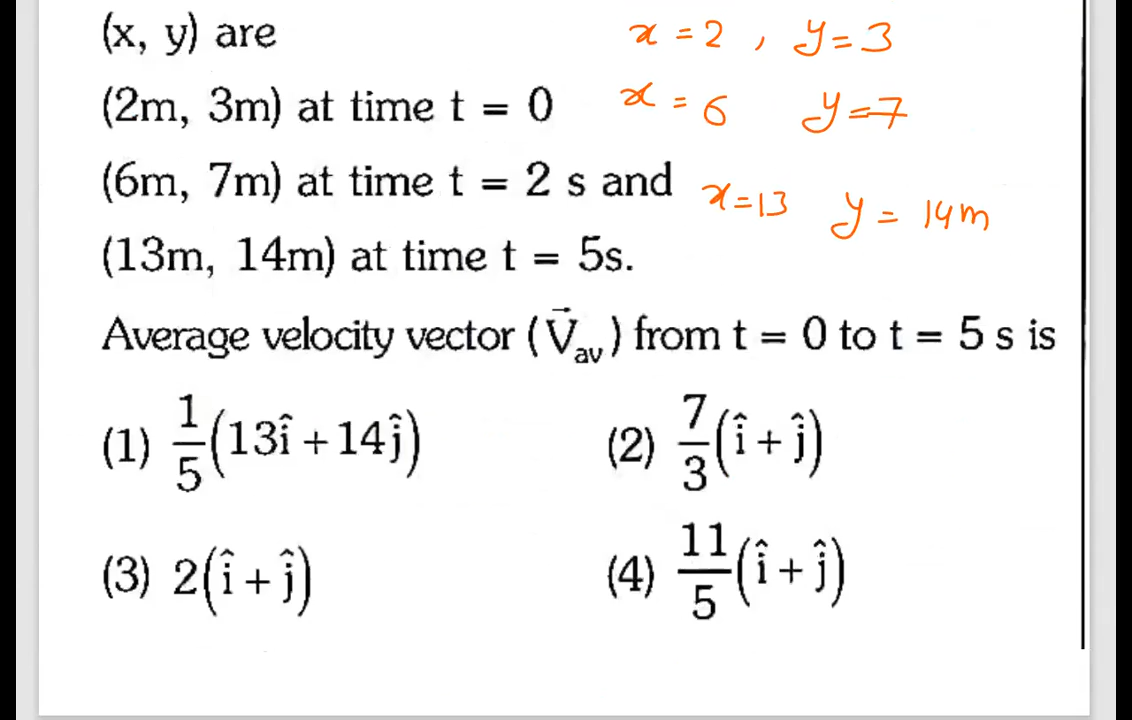 (x, y) are x = 2 , y = 3
(2m, 3m) at time t = 0 x = 6 y = 7
(6m, 7m) at time t = 2 s and x = 13 y = 14m
(13m, 14m) at time t = 5s.
Average velocity vector (V⃗av) from t = 0 to t = 5 s is
(1) 1/5(13î + 14ĵ) (2) 7/3(î + ĵ)
(3) 2(î + ĵ) (4) 11/5(î + ĵ)